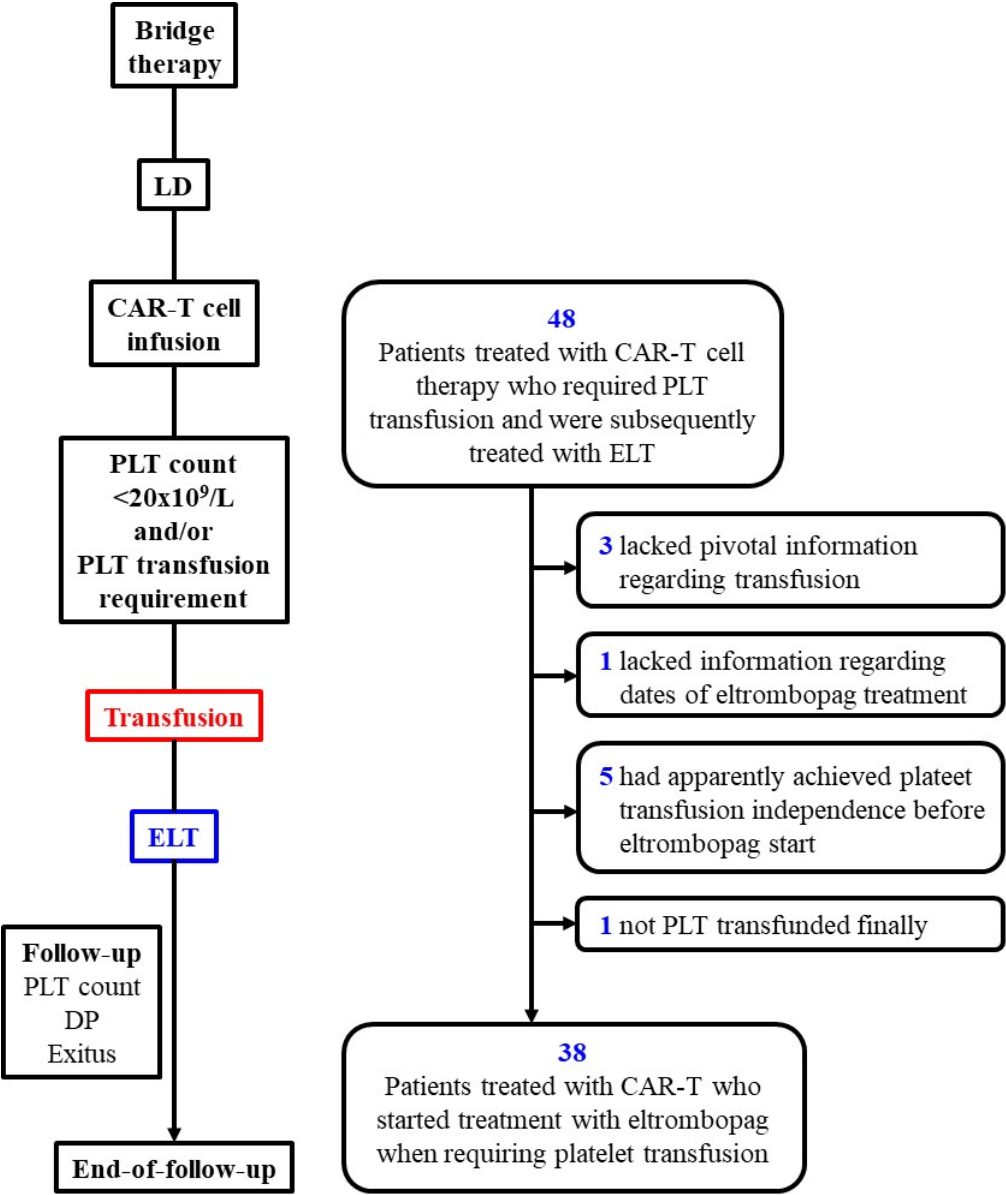 Bridge
therapy
LD
CAR-T cell
infusion
PLT count
<20x10⁹/L
and/or
PLT transfusion
requirement
Transfusion
ELT
Follow-up
PLT count
DP
Exitus
End-of-follow-up
48
Patients treated with CAR-T cell
therapy who required PLT
transfusion and were subsequently
treated with ELT
3 lacked pivotal information
regarding transfusion
1 lacked information regarding
dates of eltrombopag treatment
5 had apparently achieved plateet
transfusion independence before
eltrombopag start
1 not PLT transfunded finally
38
Patients treated with CAR-T who
started treatment with eltrombopag
when requiring platelet transfusion